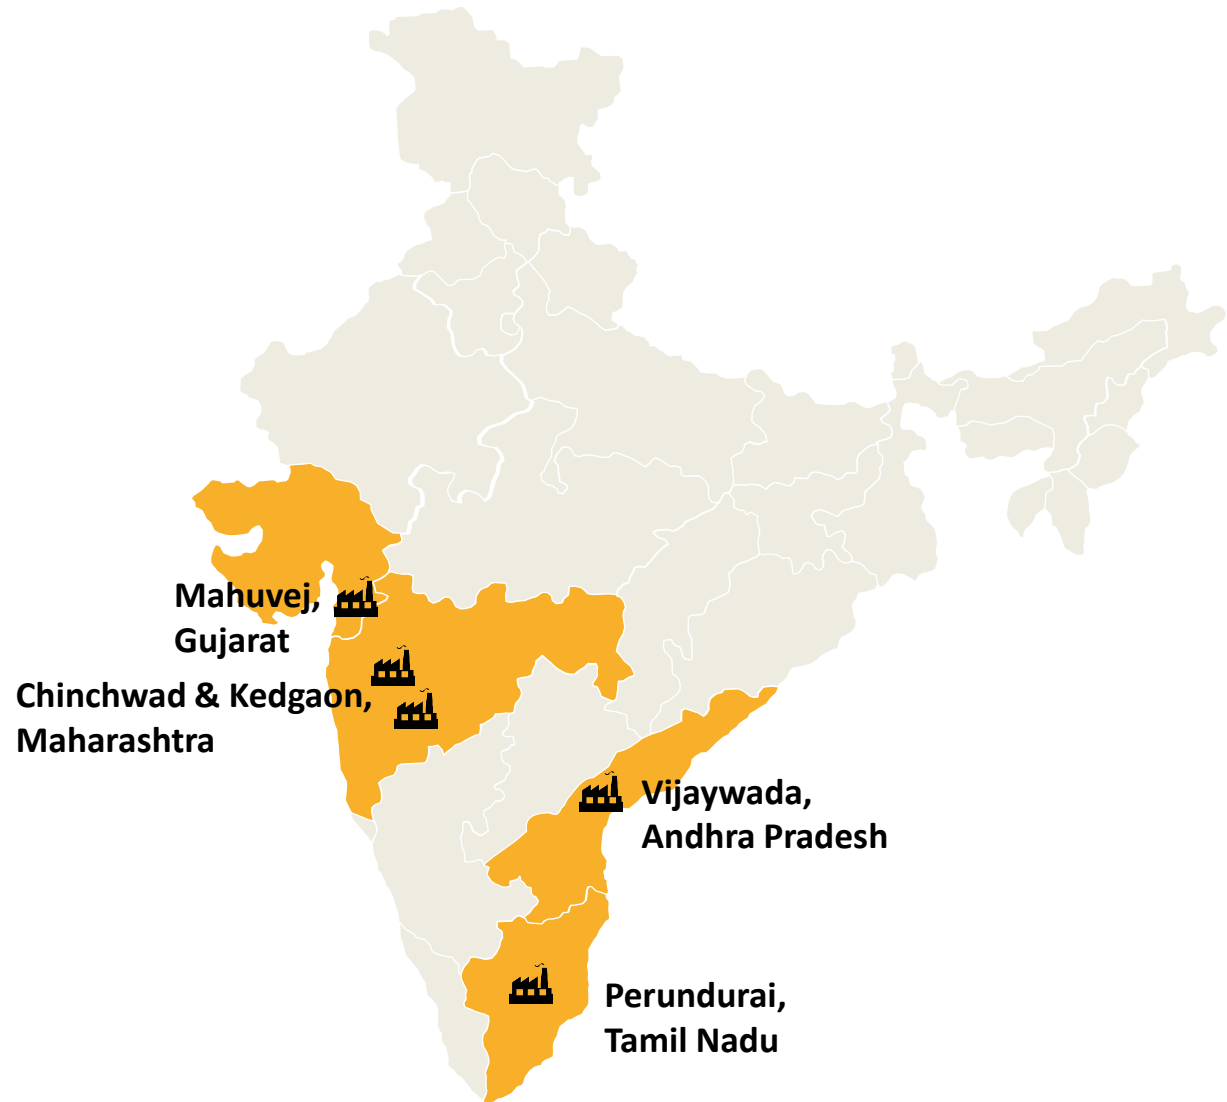 Mahuvej,
Gujarat
Chinchwad & Kedgaon,
Maharashtra
Vijaywada,
Andhra Pradesh
Perundurai,
Tamil Nadu